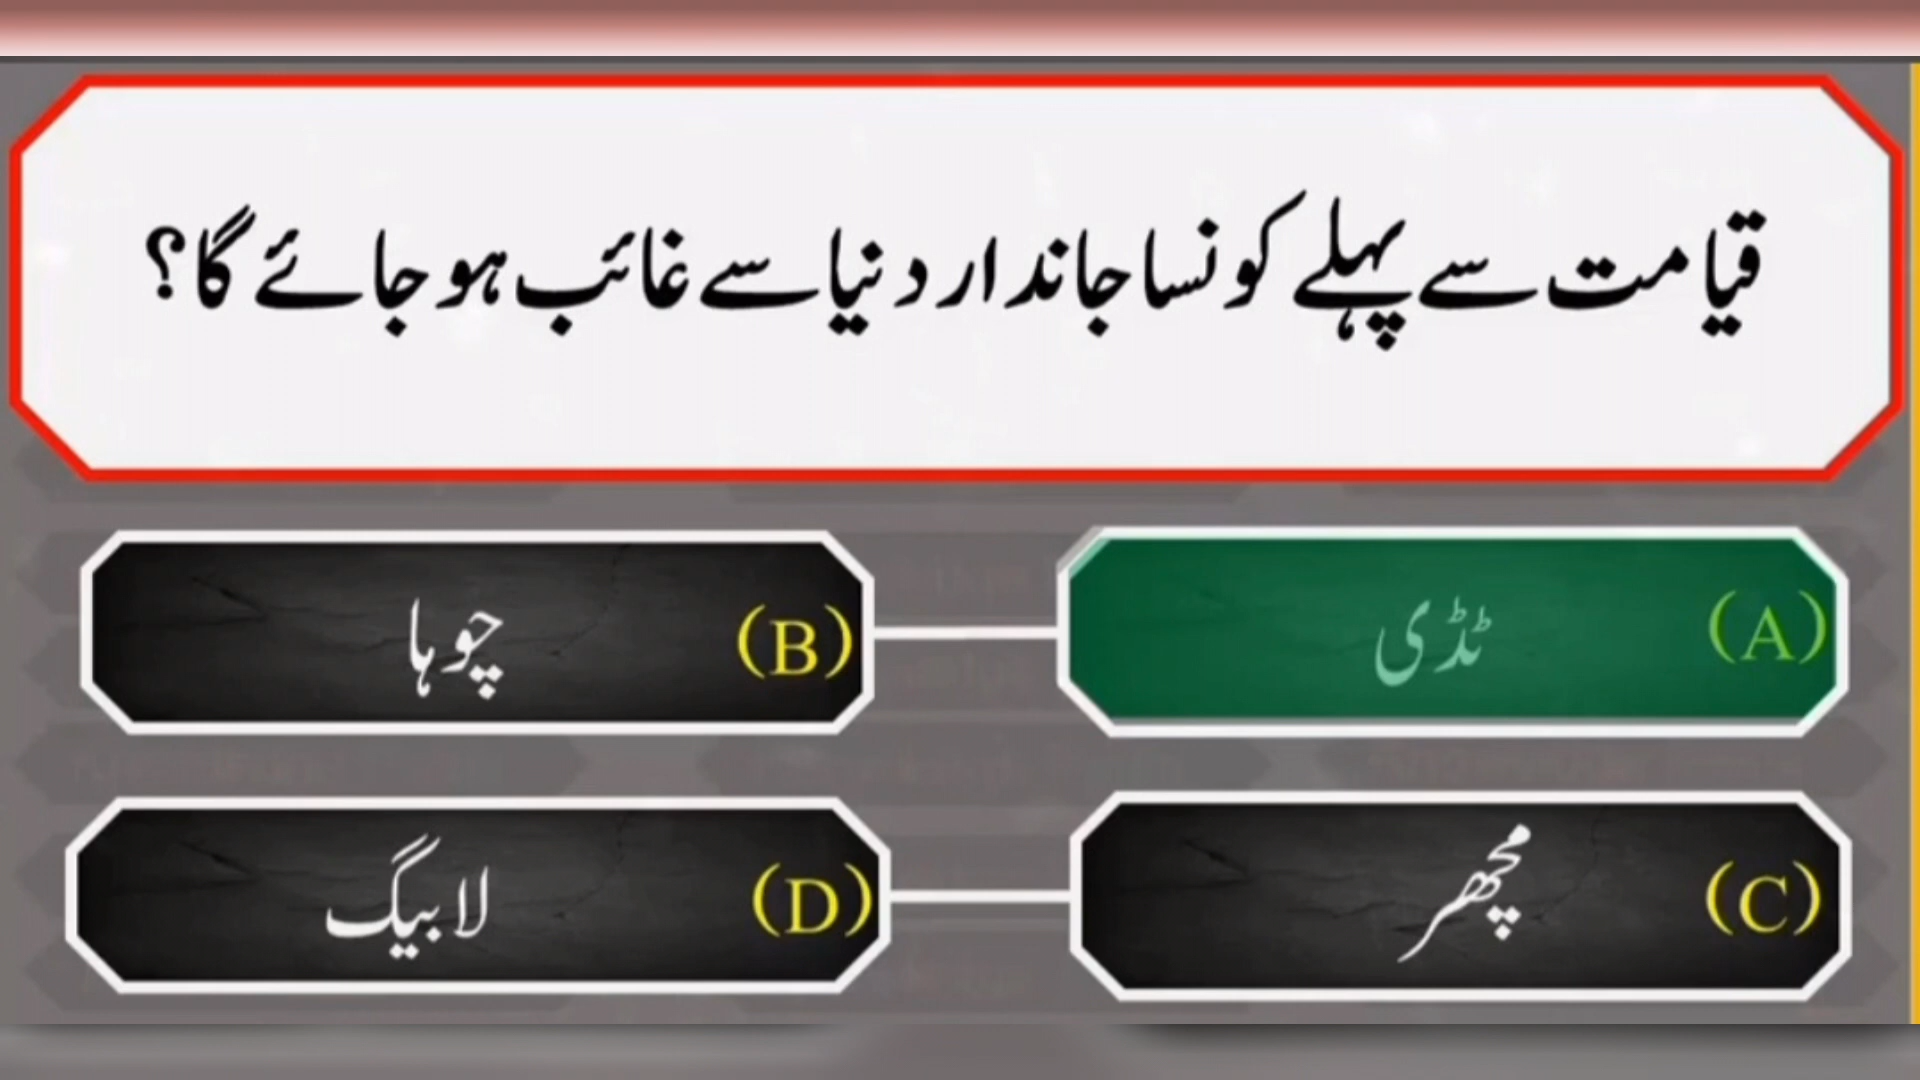 قیامت سے پہلے کونسا جاندار دنیا سے غائب ہو جائے گا؟
(A) ٹڈی
(B) چوہا
(C) مچھر
(D) لابیگ